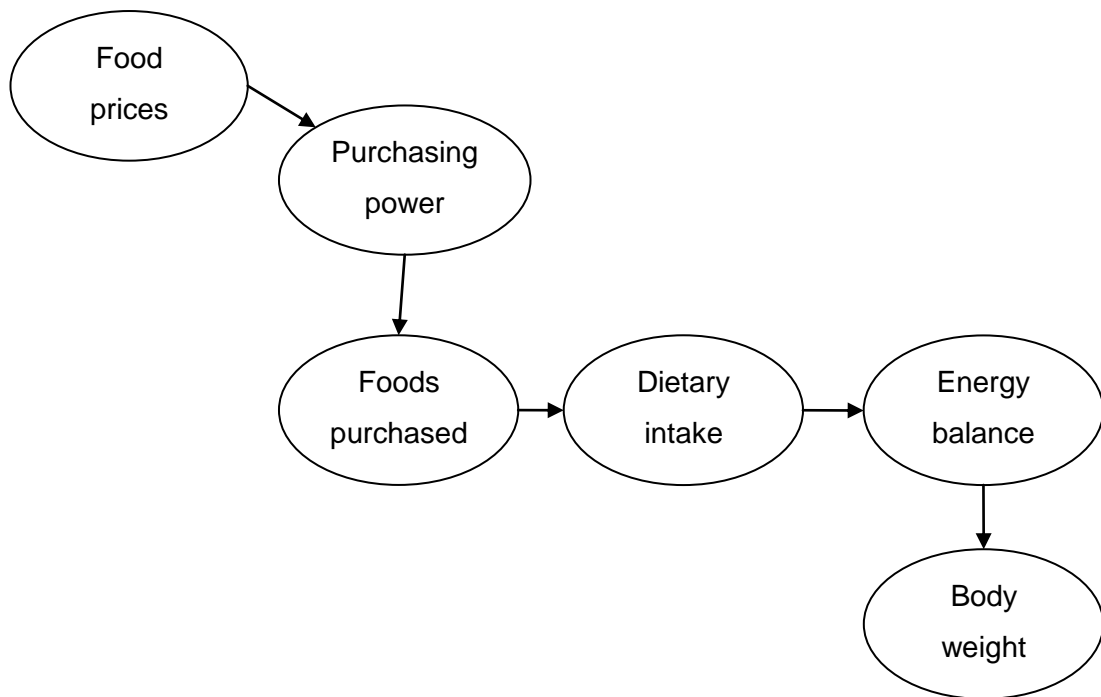 Food
prices
Purchasing
power
Foods
purchased
Dietary
intake
Energy
balance
Body
weight